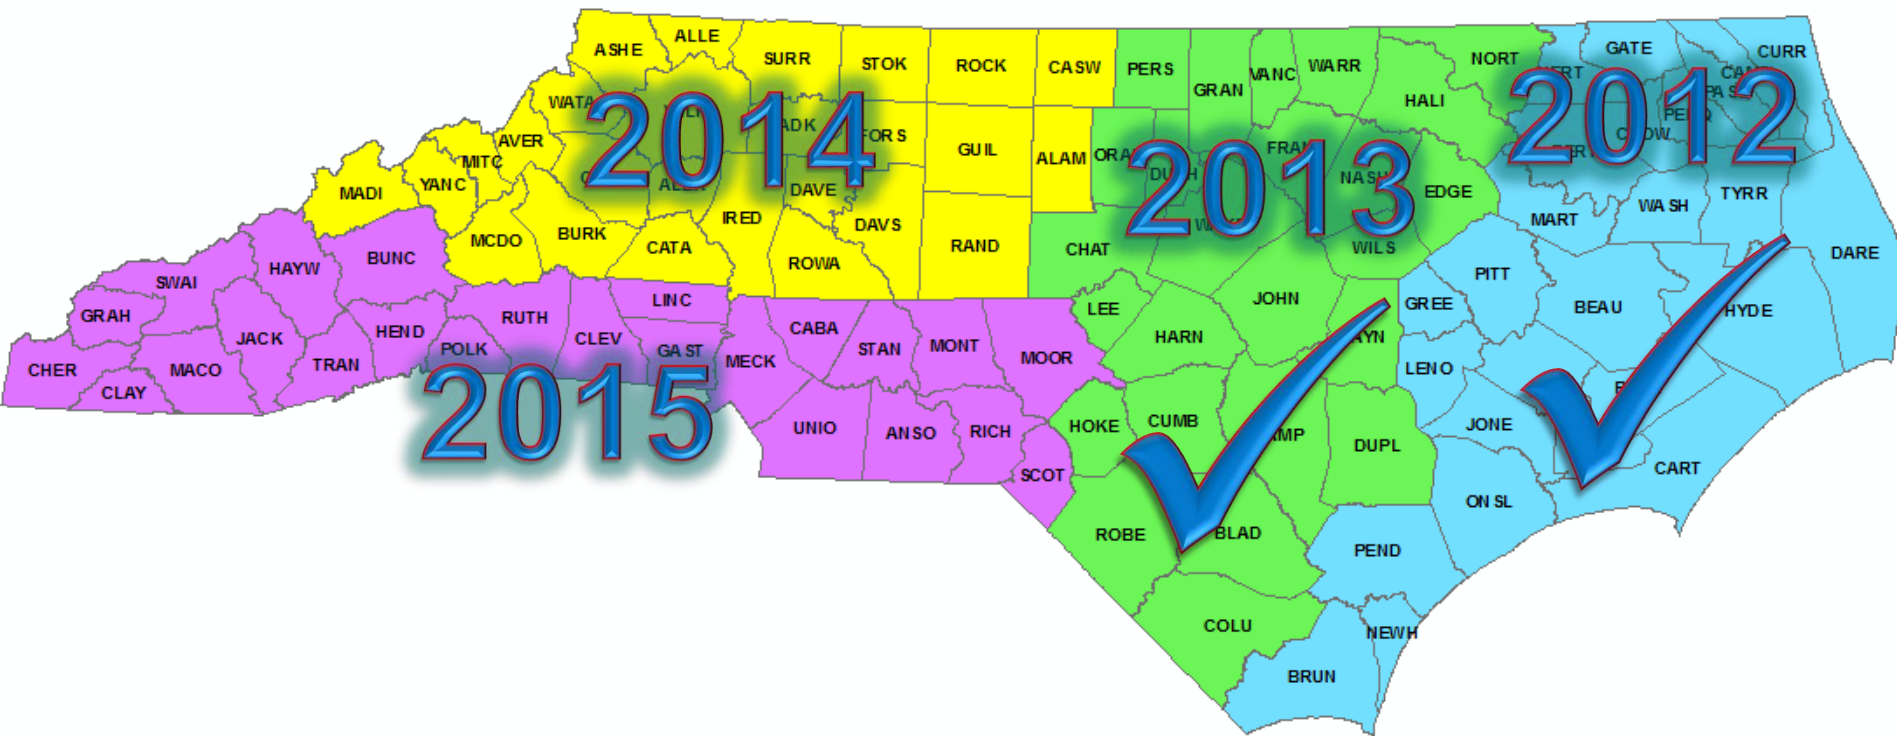 ASHE
ALLE
SURR
STOK
ROCK
CASW
PERS
GRAN
VANC
WARR
HALI
NORT
GATE
CURR
2014
2013
2012
AVER
MITC
YANC
MADI
GUIL
ALAM
NASH
EDGE
DAVE
IRED
DAVS
RAND
CHAT
WILS
MART
WASH
TYRR
DARE
MCDO
BURK
CATA
ROWA
BUNC
HAYW
SWAI
GRAH
JACK
HEND
RUTH
LINC
LEE
JOHN
PITT
GREE
BEAU
HYDE
CHER
CLAY
MACO
TRAN
POLK
CLEV
GAST
MECK
CABA
STAN
MONT
MOOR
HARN
LENO
2015
UNIO
ANSO
RICH
SCOT
HOKE
CUMB
DUPL
JONE
CART
ONSL
ROBE
BLAD
PEND
COLU
NEWH
BRUN